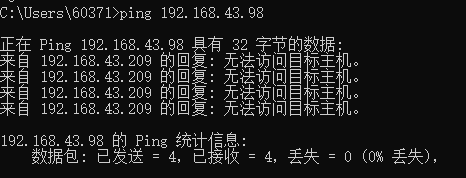 C:\Users\60371>ping 192.168.43.98
正在 Ping 192.168.43.98 具有 32 字节的数据:
来自 192.168.43.209 的回复: 无法访问目标主机。
来自 192.168.43.209 的回复: 无法访问目标主机。
来自 192.168.43.209 的回复: 无法访问目标主机。
来自 192.168.43.209 的回复: 无法访问目标主机。
192.168.43.98 的 Ping 统计信息:
数据包: 已发送 = 4，已接收 = 4，丢失 = 0 (0% 丢失)，